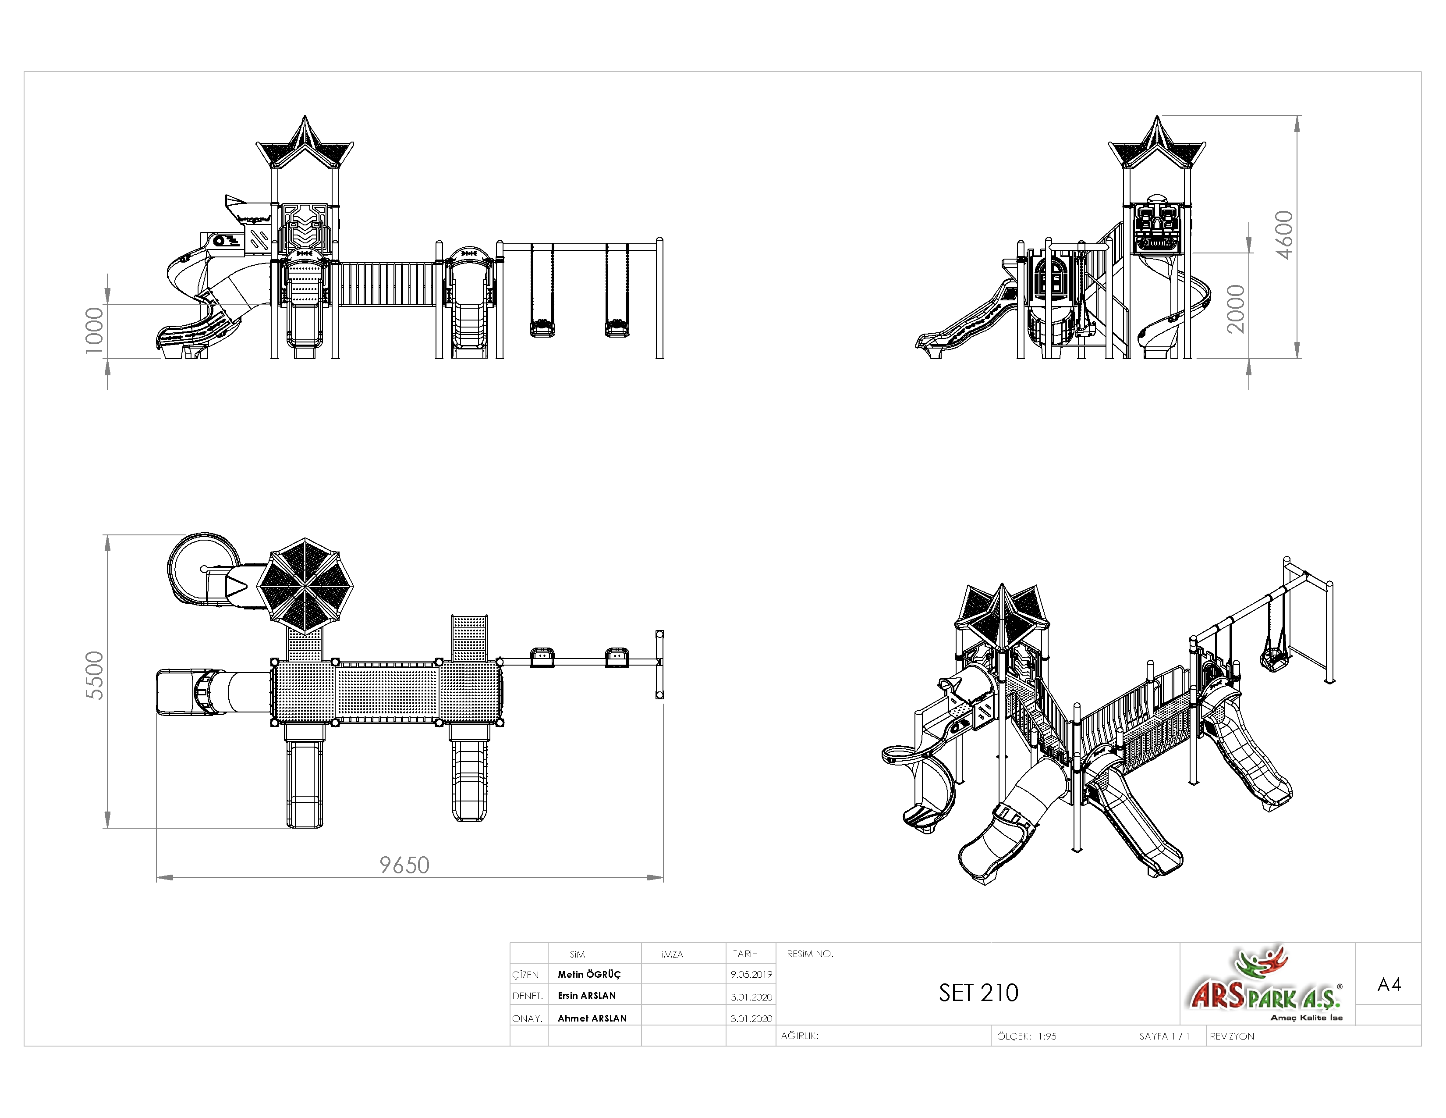 4600
2000
1000
5500
9650
İSİM
İMZA
TARİH
RESİM NO.
ÇİZEN.
Metin ÖGRÜÇ
9.05.2019
DENET.
Ersin ARSLAN
3.01.2020
ONAY.
Ahmet ARSLAN
3.01.2020
SET 210
ARSPARK A.Ş.®
Amaç Kalite İse
A4
AĞIRLIK:
ÖLÇEK: 1:95
SAYFA 1 / 1
REVİZYON